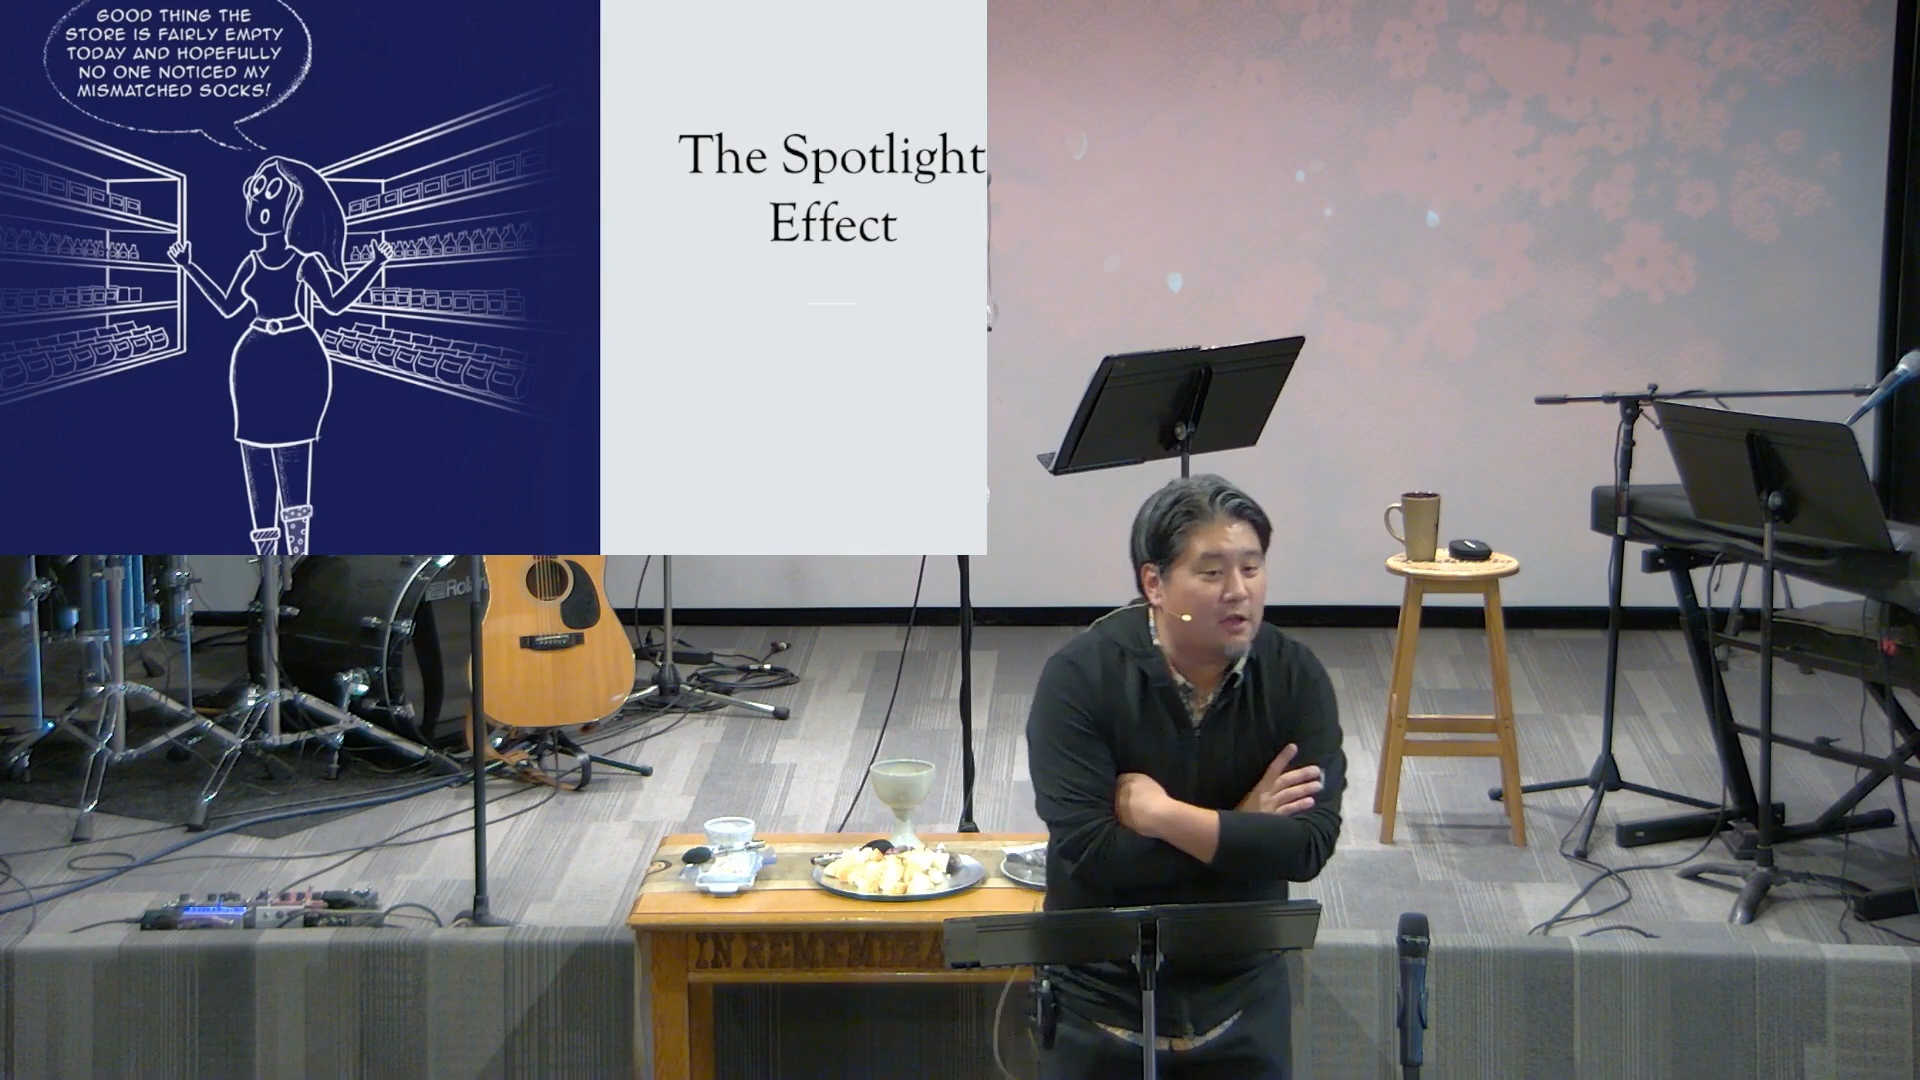 GOOD THING THE
STORE IS FAIRLY EMPTY
TODAY AND HOPEFULLY
NO ONE NOTICED MY
MISMATCHED SOCKS!
The Spotlight
Effect
Roland
IN REMEMBRA